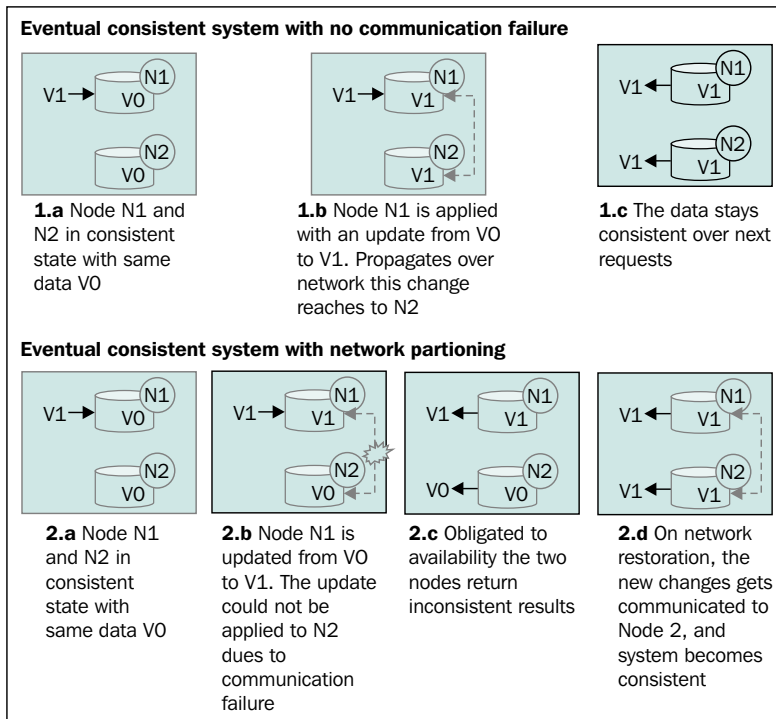 Eventual consistent system with no communication failure
V1
N1
V0
N2
V0
1.a Node N1 and
N2 in consistent
state with same
data V0
V1
N1
V1
N2
V1
1.b Node N1 is applied
with an update from V0
to V1. Propagates over
network this change
reaches to N2
N1
V1
V1
N2
V1
V1
1.c The data stays
consistent over next
requests
Eventual consistent system with network partioning
V1
N1
V0
N2
V0
2.a Node N1
and N2 in
consistent
state with
same data V0
V1
N1
V1
N2
V0
2.b Node N1 is
updated from V0
to V1. The update
could not be
applied to N2
dues to
communication
failure
N1
V1
V1
N2
V0
V0
2.c Obligated to
availability the two
nodes return
inconsistent results
N1
V1
V1
N2
V1
V1
2.d On network
restoration, the
new changes gets
communicated to
Node 2, and
system becomes
consistent